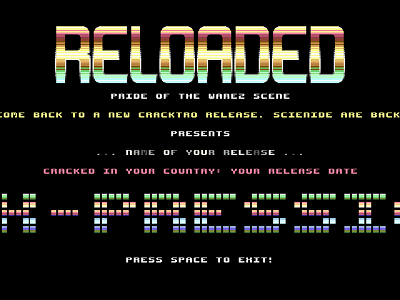 RELOADED
PRIDE OF THE WAREZ SCENE
COME BACK TO A NEW CRACKTRO RELEASE. SCIENIDE ARE BACK
PRESENTS
... NAME OF YOUR RELEASE ...
CRACKED IN YOUR COUNTRY: YOUR RELEASE DATE
PRESS SPACE TO EXIT!